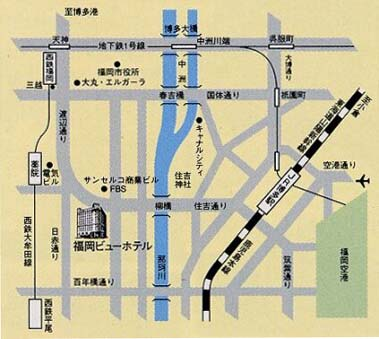 至博多港
博多大橋
天神
地下鉄1号線
中洲川端
呉服町
西鉄福岡
福岡市役所
大丸・エルガーラ
中洲
大博通り
三越
春吉橋
国体通り
祇園町
至小倉
東海道山陽新幹線
渡辺通り
キャナルシティ
空港通り
薬院
電気ビル
サンセルコ商業ビル
FBS
住吉神社
JR博多駅
柳橋
住吉通り
福岡ビューホテル
西鉄大牟田線
日赤通り
那珂川
鹿児島本線
筑紫通り
福岡空港
百年橋通り
西鉄平尾